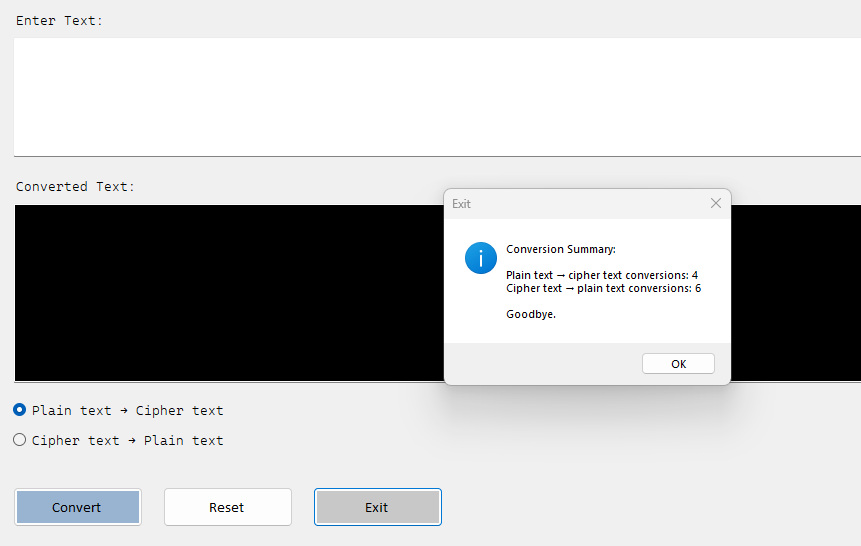 Enter Text:
Converted Text:
Exit
Conversion Summary:
Plain text → cipher text conversions: 4
Cipher text → plain text conversions: 6
Goodbye.
OK
Plain text → Cipher text
Cipher text → Plain text
Convert
Reset
Exit